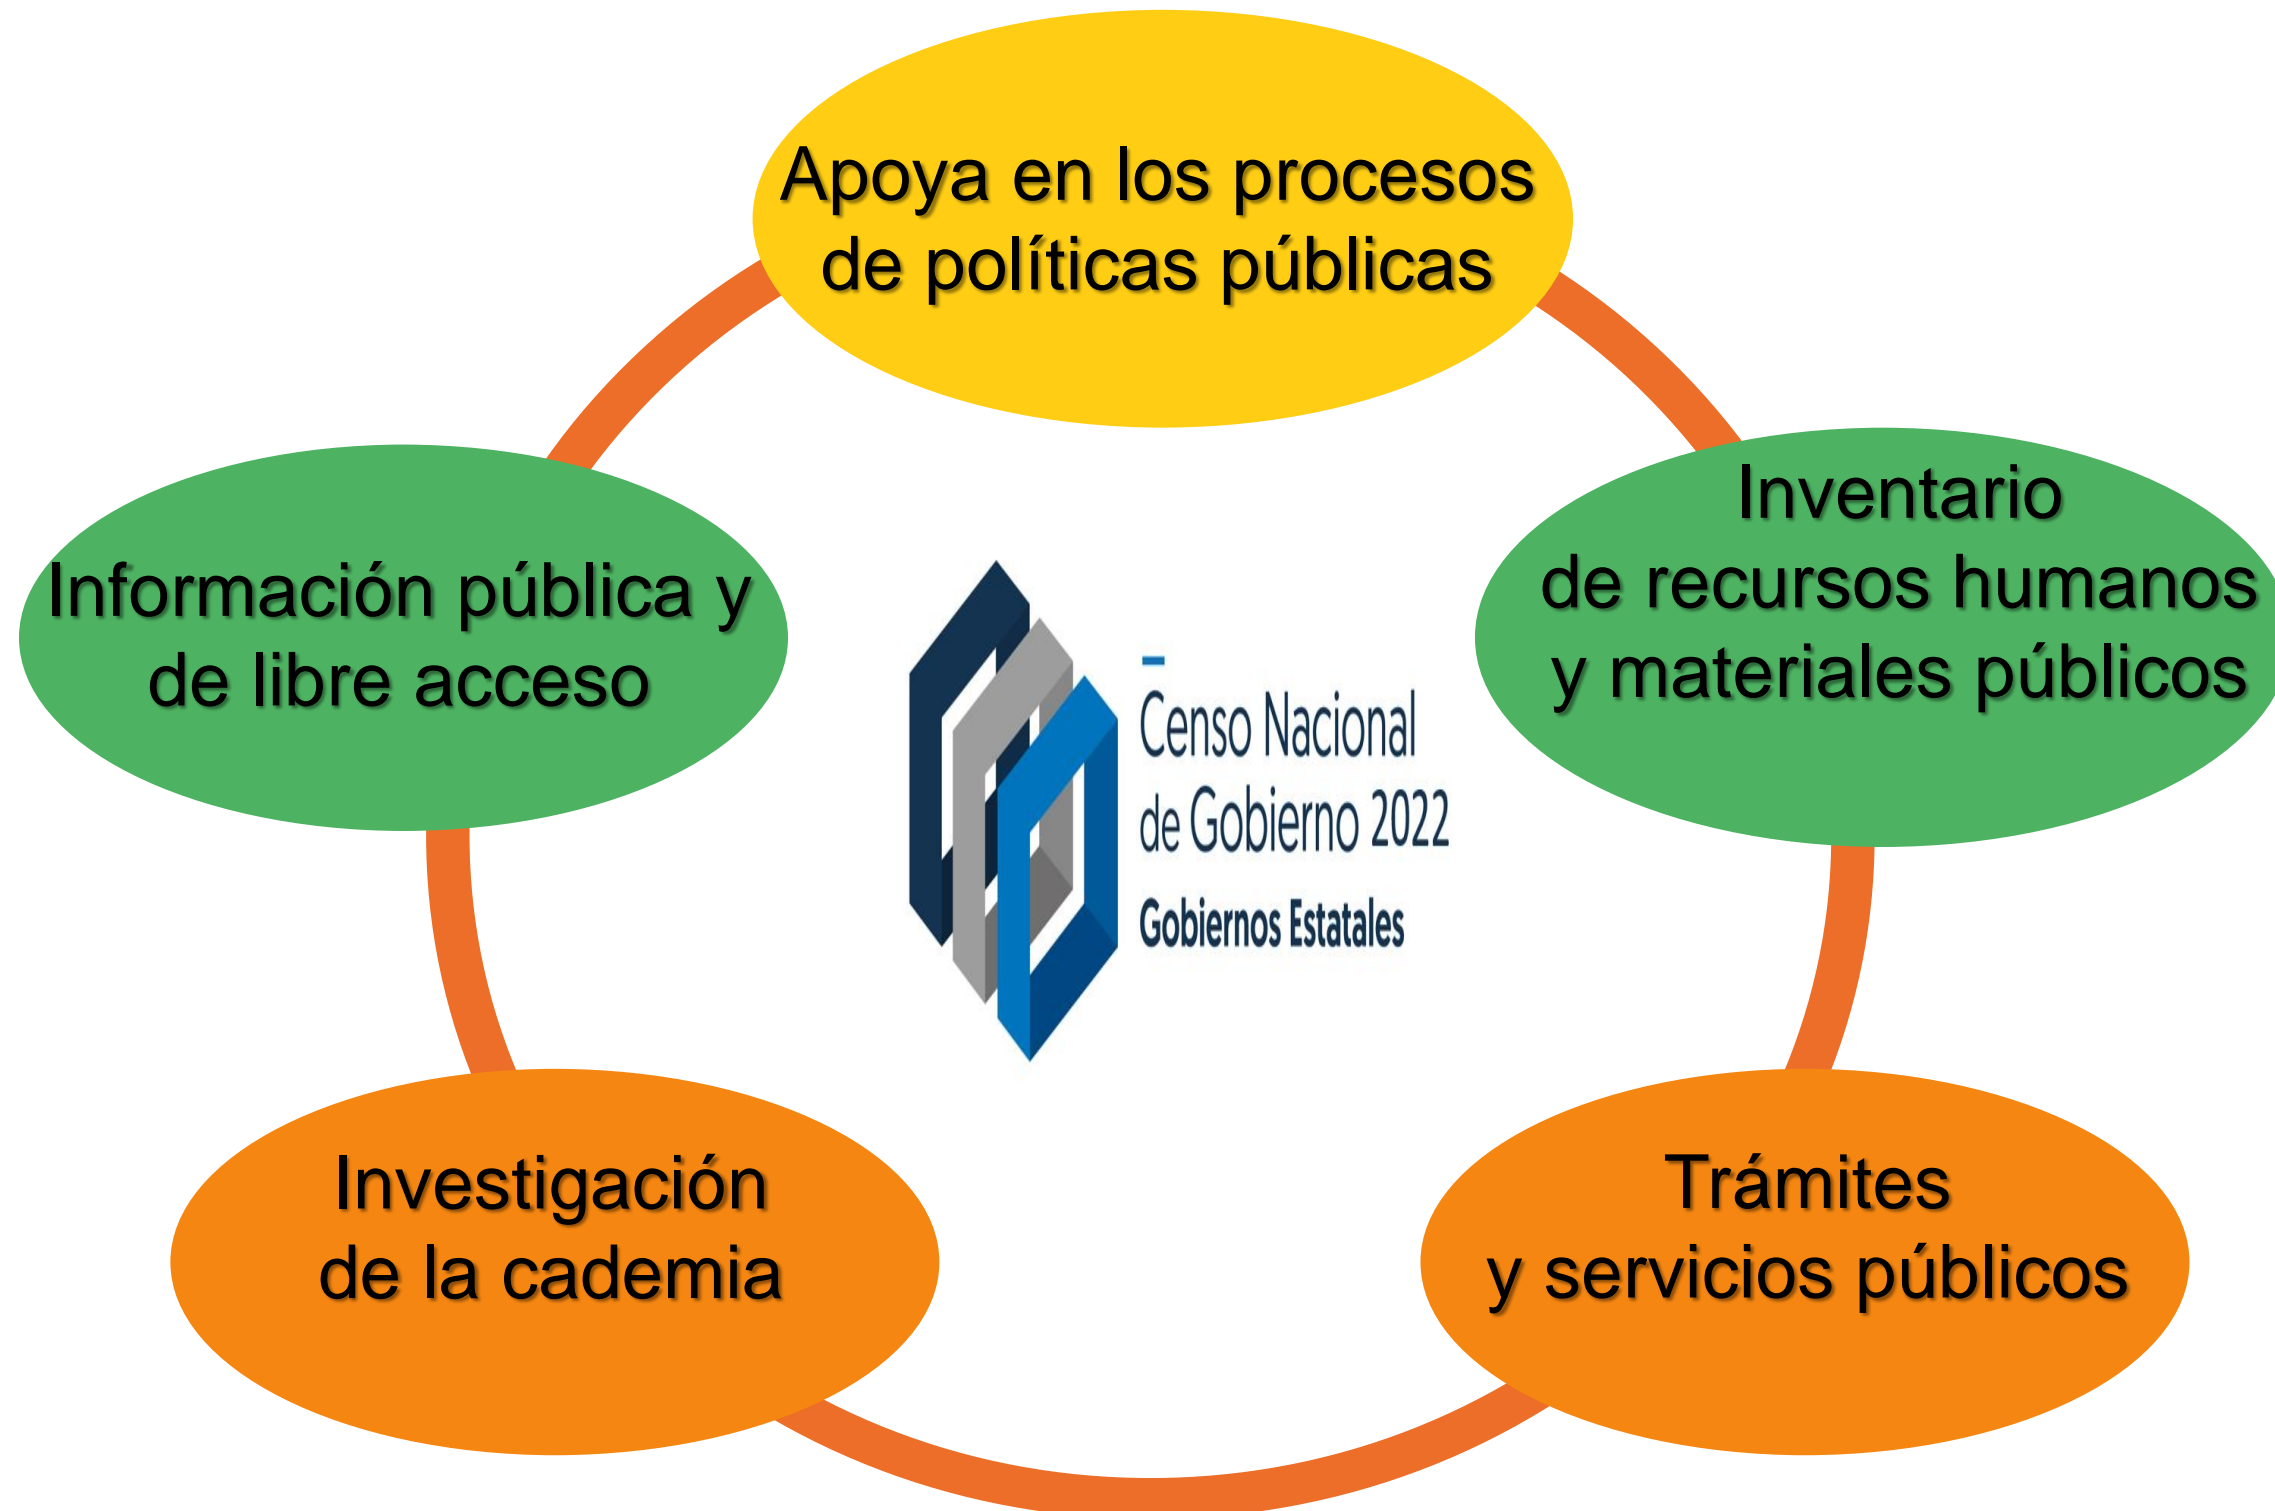 Apoya en los procesos
de políticas públicas
Inventario
de recursos humanos
y materiales públicos
Información pública y
de libre acceso
Censo Nacional
de Gobierno 2022
Gobiernos Estatales
Investigación
de la cademia
Trámites
y servicios públicos